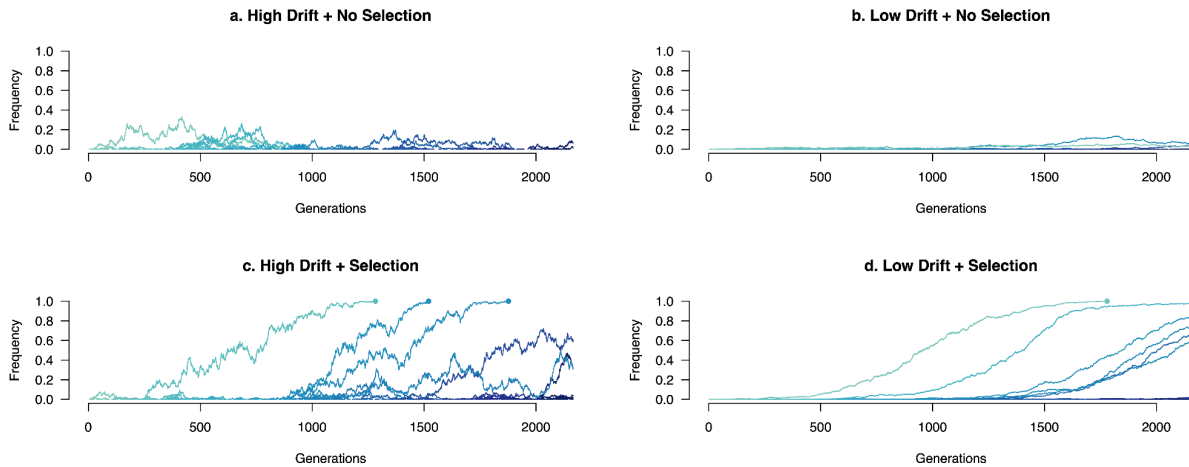 a. High Drift + No Selection
Frequency
1.0
0.8
0.6
0.4
0.2
0.0
0 500 1000 1500 2000
Generations
b. Low Drift + No Selection
Frequency
1.0
0.8
0.6
0.4
0.2
0.0
0 500 1000 1500 2000
Generations
c. High Drift + Selection
Frequency
1.0
0.8
0.6
0.4
0.2
0.0
0 500 1000 1500 2000
Generations
d. Low Drift + Selection
Frequency
1.0
0.8
0.6
0.4
0.2
0.0
0 500 1000 1500 2000
Generations